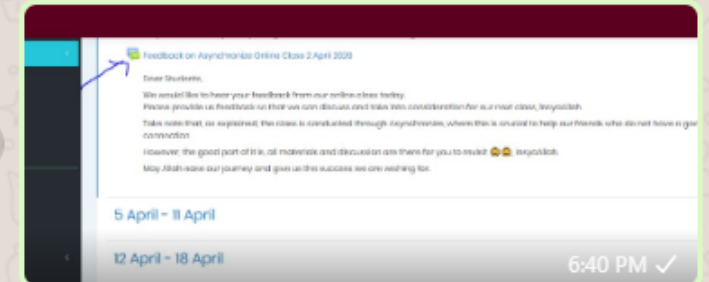 Feedback on Asynchronize Online Class 2 April 2020
Dear Students,
We would like to hear your feedback from our online class today.
Please provide us feedback so that we can discuss and take into consideration for our next class, InsyaAllah.
Take note that, as explained, the class is conducted through Asynchronize, where this is crucial to help our friends who do not have a
connection
However, the good part of it is, all materials and discussion are there for you to revisit 😄😄, InsyaAllah.
May Allah ease our journey and give us the success we are wishing for.
5 April - 11 April
12 April - 18 April
6:40 PM